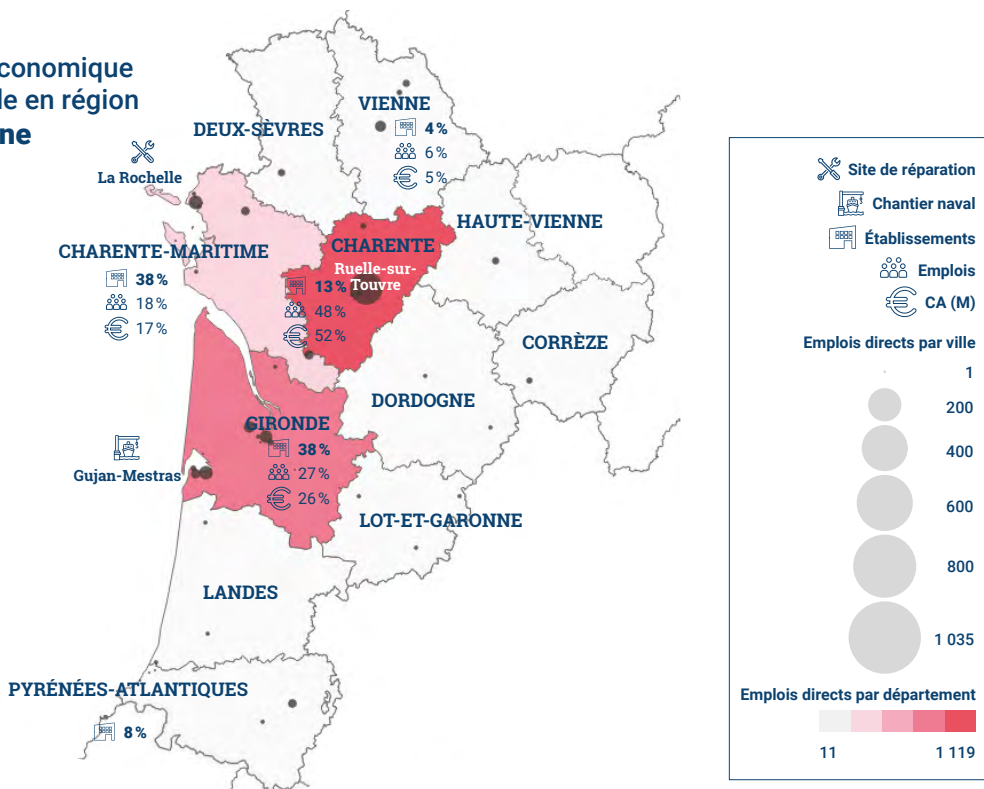 conomique
le en région
ne
DEUX-SÈVRES
VIENNE
4%
6%
5%
La Rochelle
CHARENTE-MARITIME
38%
18%
17%
CHARENTE
Ruelle-sur-
Touvre
13%
48%
52%
HAUTE-VIENNE
CORRÈZE
DORDOGNE
GIRONDE
38%
27%
26%
Gujan-Mestras
LOT-ET-GARONNE
LANDES
PYRÉNÉES-ATLANTIQUES
8%
Site de réparation
Chantier naval
Établissements
Emplois
CA (M)
Emplois directs par ville
1
200
400
600
800
1 035
Emplois directs par département
11 1 119